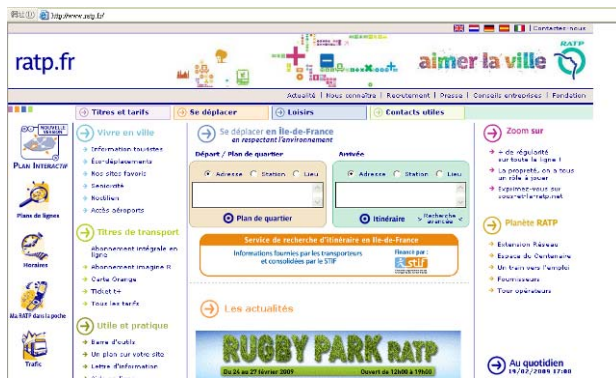 http://www.ratp.fr/
Contactez-nous
ratp.fr
aimer la ville
RATP
Actualité | Nous connaître | Recrutement | Presse | Conseils entreprises | Fondation
Titres et tarifs
Se déplacer
Loisirs
Contacts utiles
NOUVELLE VERSION
PLAN INTERACTIF
Plans de lignes
Horaires
Ma RATP dans la poche
Trafic
Vivre en ville
Information touristes
Éco-déplacements
Nos sites favoris
Seniorcité
Noctilien
Accès aéroports
Titres de transport
Abonnement intégrale en
ligne
Abonnement imagine R
Carte Orange
Ticket t+
Tous les tarifs
Utile et pratique
Barre d'outils
Un plan sur votre site
Lettre d'information
Se déplacer en Île-de-France
en respectant l'environnement
Départ / Plan de quartier
Adresse
Station
Lieu
Plan de quartier
Arrivée
Adresse
Station
Lieu
Itinéraire
Recherche
avancée
Service de recherche d'itinéraire en Ile-de-France
Informations fournies par les transporteurs
et consolidées par le STIF
Financé par :
stif
Les actualités
RUGBY PARK RATP
Du 24 au 27 février 2009
Ouvert de 12h00 à 19h00
Zoom sur
+ de régularité
sur toute la ligne !
La propreté, on a tous
un rôle à jouer
Exprimez-vous sur
Planète RATP
Extension Réseau
Espace du Centenaire
Un train vers l'emploi
Fournisseurs
Tour opérateurs
Au quotidien
19/02/2009 17:00